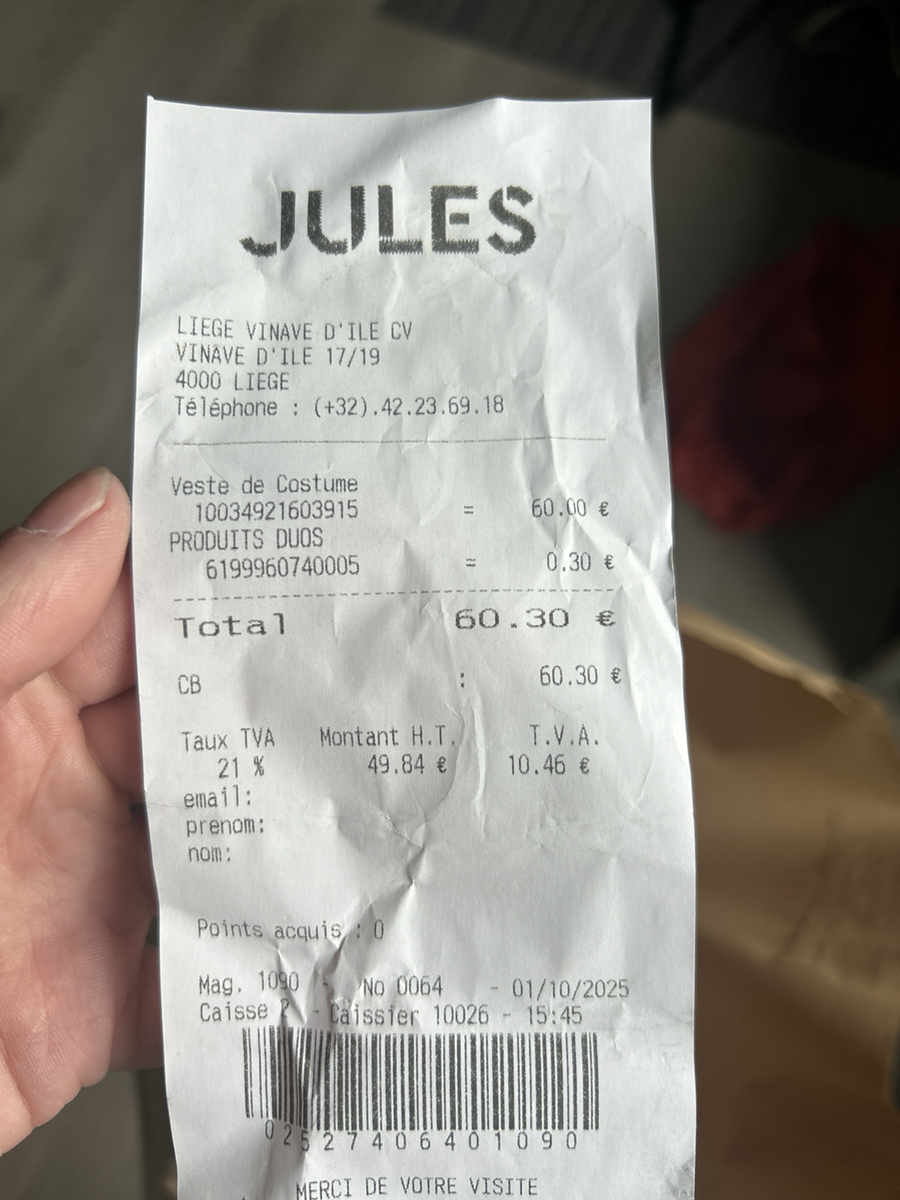 JULES
LIEGE VINAVE D'ILE CV
VINAVE D'ILE 17/19
4000 LIEGE
Téléphone : (+32).42.23.69.18
Veste de Costume
10034921603915 = 60.00 €
PRODUITS DUOS
6199960740005 = 0.30 €
Total 60.30 €
CB : 60.30 €
Taux TVA Montant H.T. T.V.A.
21 % 49.84 € 10.46 €
email:
prenom:
nom:
Points acquis : 0
Mag. 1090 - No 0064 - 01/10/2025
Caisse 2 - Caissier 10026 - 15:45
02527406401090
MERCI DE VOTRE VISITE